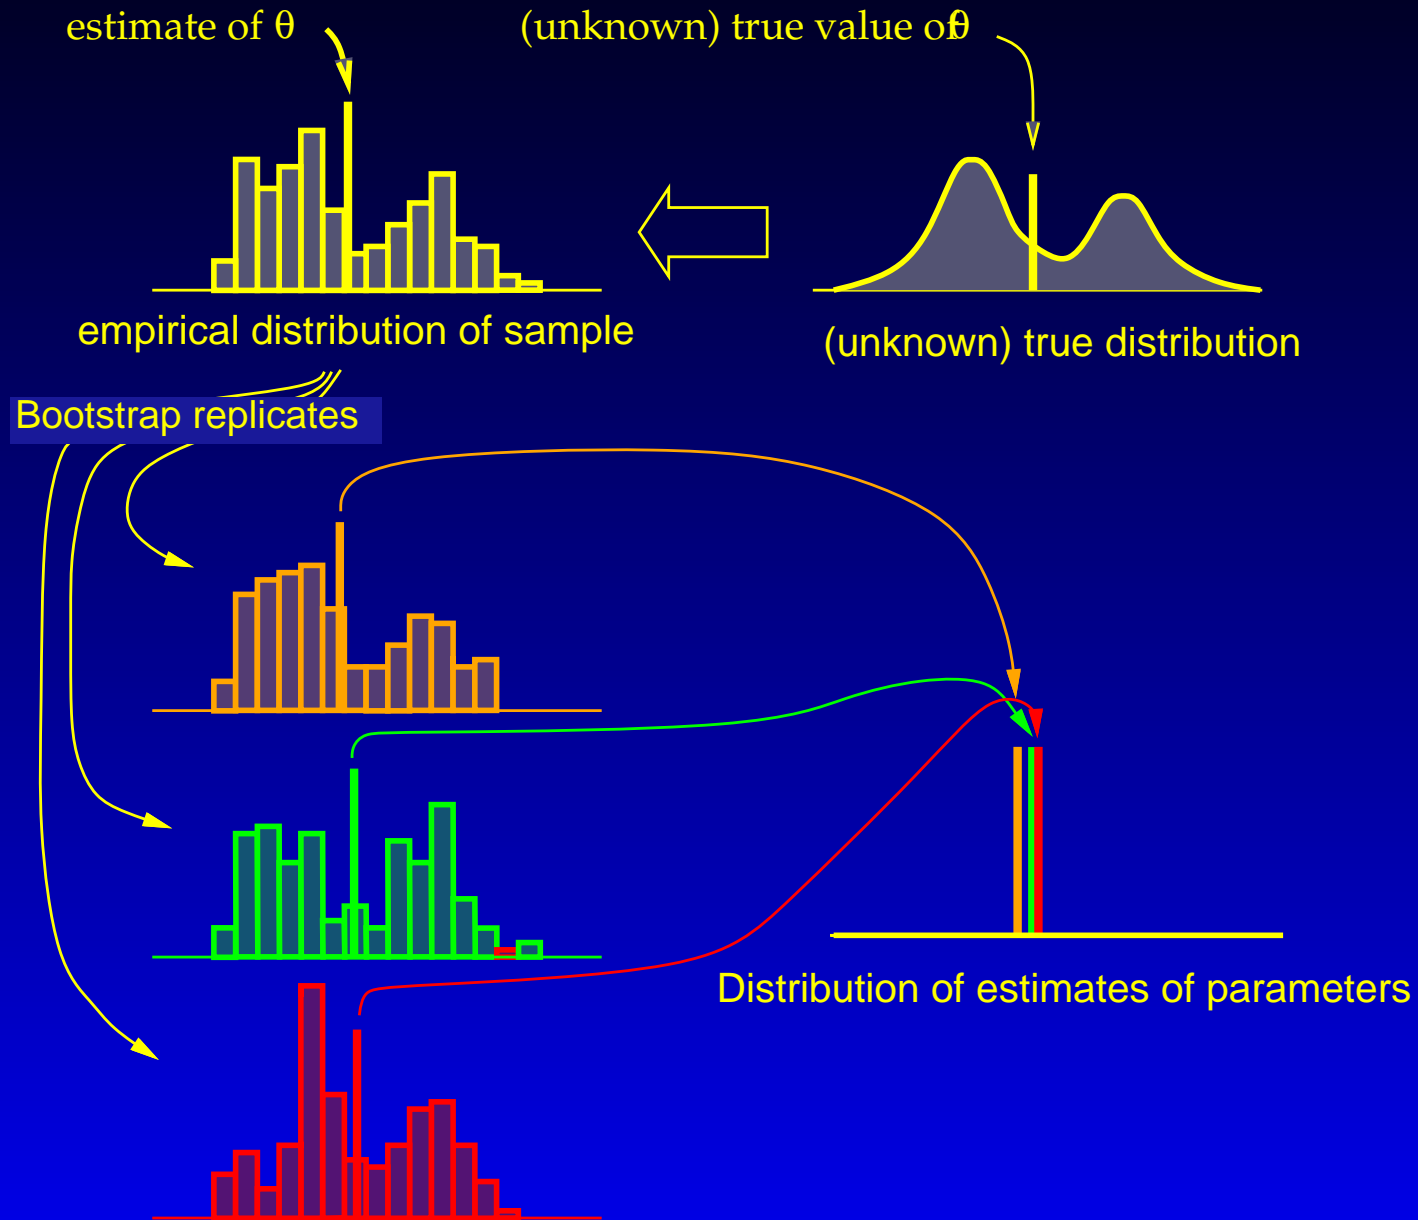 estimate of θ
(unknown) true value of θ
empirical distribution of sample
(unknown) true distribution
Bootstrap replicates
Distribution of estimates of parameters